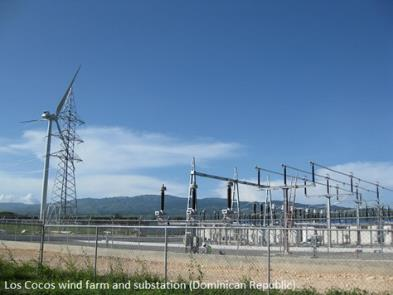 Los Cocos wind farm and substation (Dominican Republic)